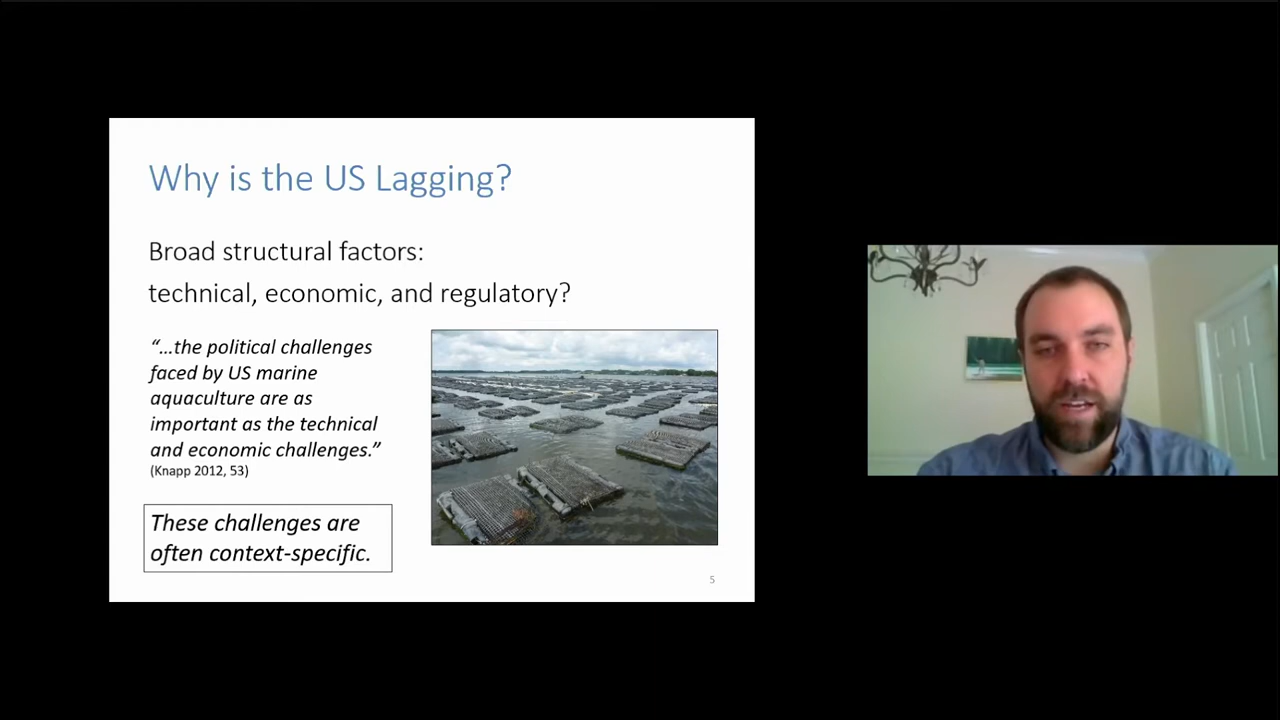 Why is the US Lagging?
Broad structural factors:
technical, economic, and regulatory?
“...the political challenges
faced by US marine
aquaculture are as
important as the technical
and economic challenges.”
(Knapp 2012, 53)
These challenges are
often context-specific.
5